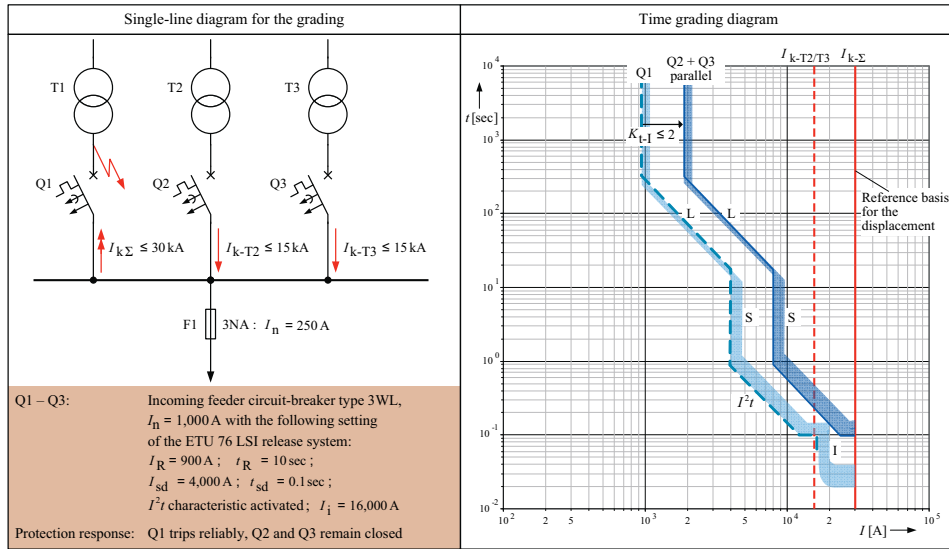 Single-line diagram for the grading
Time grading diagram
T1
T2
T3
Q1
Q2
Q3
I kΣ ≤ 30 kA
I k-T2 ≤ 15 kA
I k-T3 ≤ 15 kA
F1
3NA : I n = 250 A
Q1 – Q3: Incoming feeder circuit-breaker type 3WL,
I n = 1,000 A with the following setting
of the ETU 76 LSI release system:
I R = 900 A ; t R = 10 sec ;
I sd = 4,000 A ; t sd = 0.1 sec ;
I²t characteristic activated ; I i = 16,000 A
Protection response: Q1 trips reliably, Q2 and Q3 remain closed
I k-T2/T3
I k-Σ
Q1
Q2 + Q3
parallel
t [sec]
10⁴
10³
10²
10¹
10⁰
10⁻¹
10⁻²
K t-I ≤ 2
Reference basis
for the
displacement
L
L
S
S
I²t
I
10²
2
5
10³
2
5
10⁴
2
10⁵
I [A]